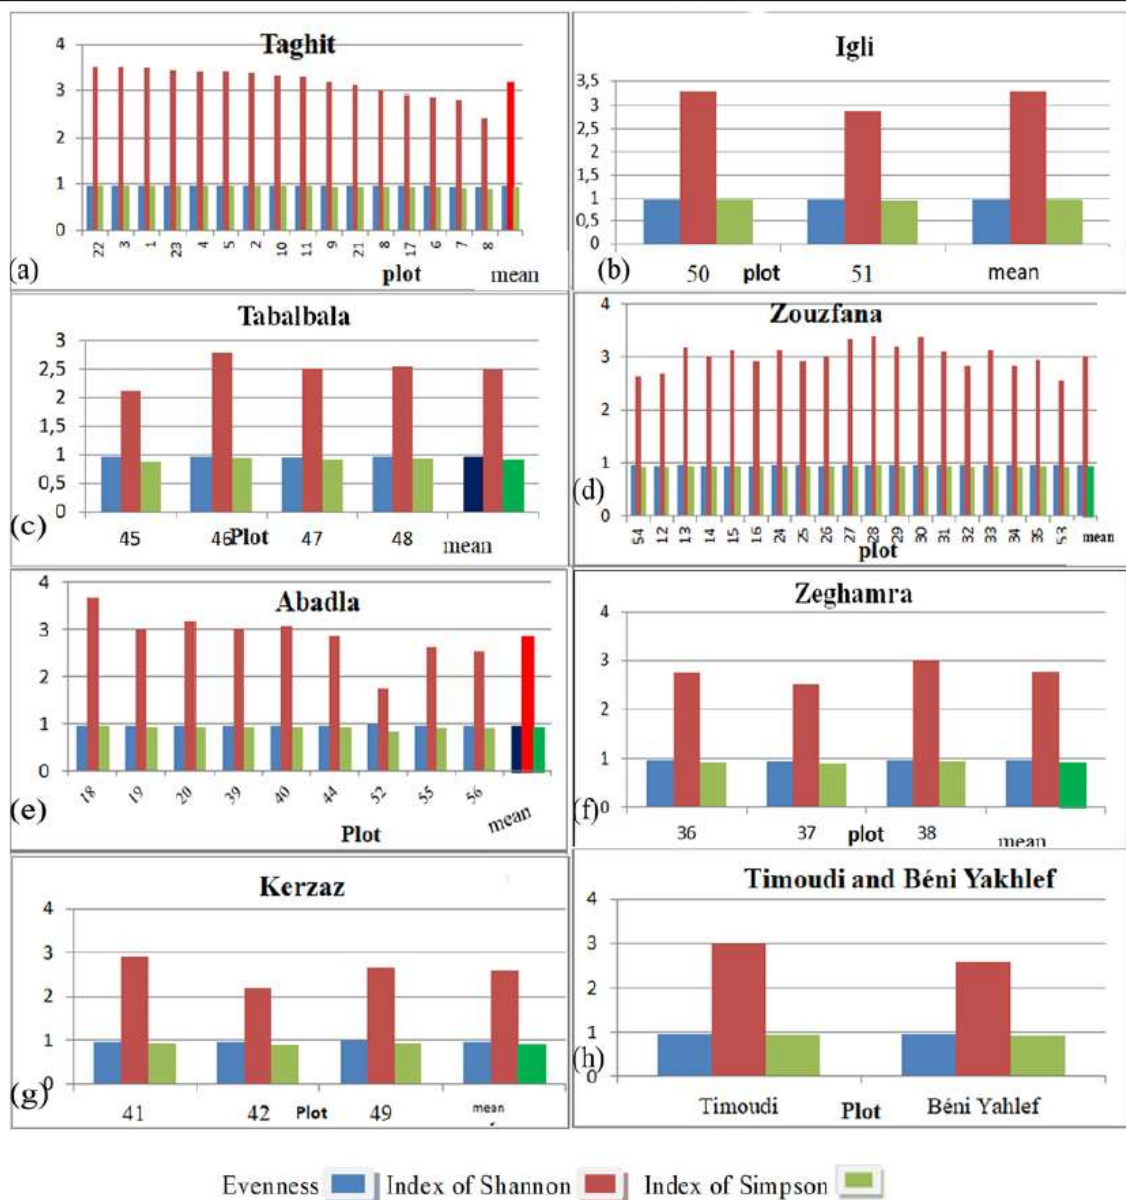 Taghit
4
3
2
1
0
22 3 1 23 4 5 2 10 11 9 21 8 17 6 7 8
(a) plot mean
Igli
3,5
3
2,5
2
1,5
1
0,5
0
(b) 50 plot 51 mean
Tabalbala
3
2,5
2
1,5
1
0,5
0
(c) 45 46 Plot 47 48 mean
Zouzfana
4
3
2
1
0
(d)
54 12 13 14 15 16 24 25 26 27 28 29 30 31 32 33 34 35 53 mean
plot
Abadla
4
3
2
1
0
18 19 20 39 40 44 52 55 56 mean
(e) Plot
Zeghamra
4
3
2
1
0
(f) 36 37 plot 38 mean
Kerzaz
4
3
2
1
0
(g) 41 42 Plot 49 mean
Timoudi and Béni Yakhlef
4
3
2
1
0
(h)
Timoudi Plot Béni Yahlef
Evenness Index of Shannon Index of Simpson